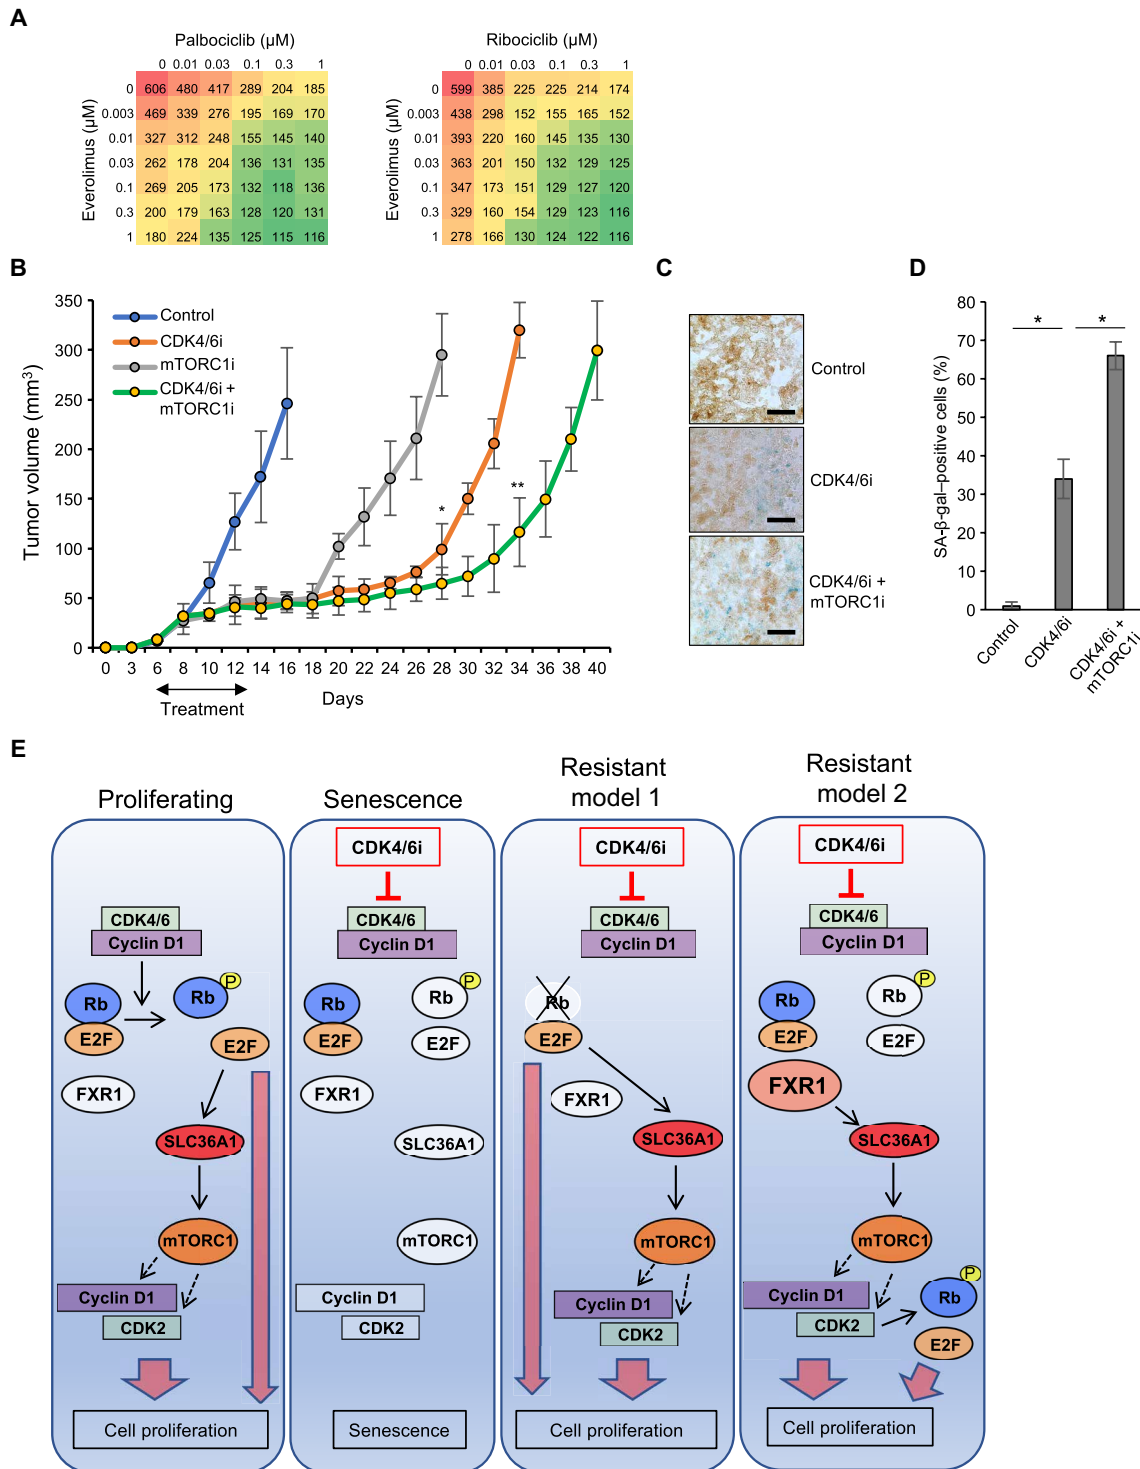 A
Palbociclib (µM)
0 0.01 0.03 0.1 0.3 1
Everolimus (µM)
0 606 480 417 289 204 185
0.003 469 339 276 195 169 170
0.01 327 312 248 155 145 140
0.03 262 178 204 136 131 135
0.1 269 205 173 132 118 136
0.3 200 179 163 128 120 131
1 180 224 135 125 115 116
Ribociclib (µM)
0 0.01 0.03 0.1 0.3 1
Everolimus (µM)
0 599 385 225 225 214 174
0.003 438 298 152 155 165 152
0.01 393 220 160 145 135 130
0.03 363 201 150 132 129 125
0.1 347 173 151 129 127 120
0.3 329 160 154 129 123 116
1 278 166 130 124 122 116
B
Tumor volume (mm3)
350
300
250
200
150
100
50
0
Control
CDK4/6i
mTORC1i
CDK4/6i +
mTORC1i
*
**
0 3 6 8 10 12 14 16 18 20 22 24 26 28 30 32 34 36 38 40
Treatment
Days
C
Control
CDK4/6i
CDK4/6i +
mTORC1i
D
SA-β-gal–positive cells (%)
80
70
60
50
40
30
20
10
0
* *
Control
CDK4/6i
CDK4/6i +
mTORC1i
E
Proliferating
CDK4/6
Cyclin D1
Rb
E2F
Rb
P
E2F
FXR1
SLC36A1
mTORC1
Cyclin D1
CDK2
Cell proliferation
Senescence
CDK4/6i
CDK4/6
Cyclin D1
Rb
E2F
Rb
P
E2F
FXR1
SLC36A1
mTORC1
Cyclin D1
CDK2
Senescence
Resistant
model 1
CDK4/6i
CDK4/6
Cyclin D1
Rb
E2F
FXR1
SLC36A1
mTORC1
Cyclin D1
CDK2
Cell proliferation
Resistant
model 2
CDK4/6i
CDK4/6
Cyclin D1
Rb
E2F
Rb
P
E2F
FXR1
SLC36A1
mTORC1
Cyclin D1
CDK2
Rb
P
E2F
Cell proliferation